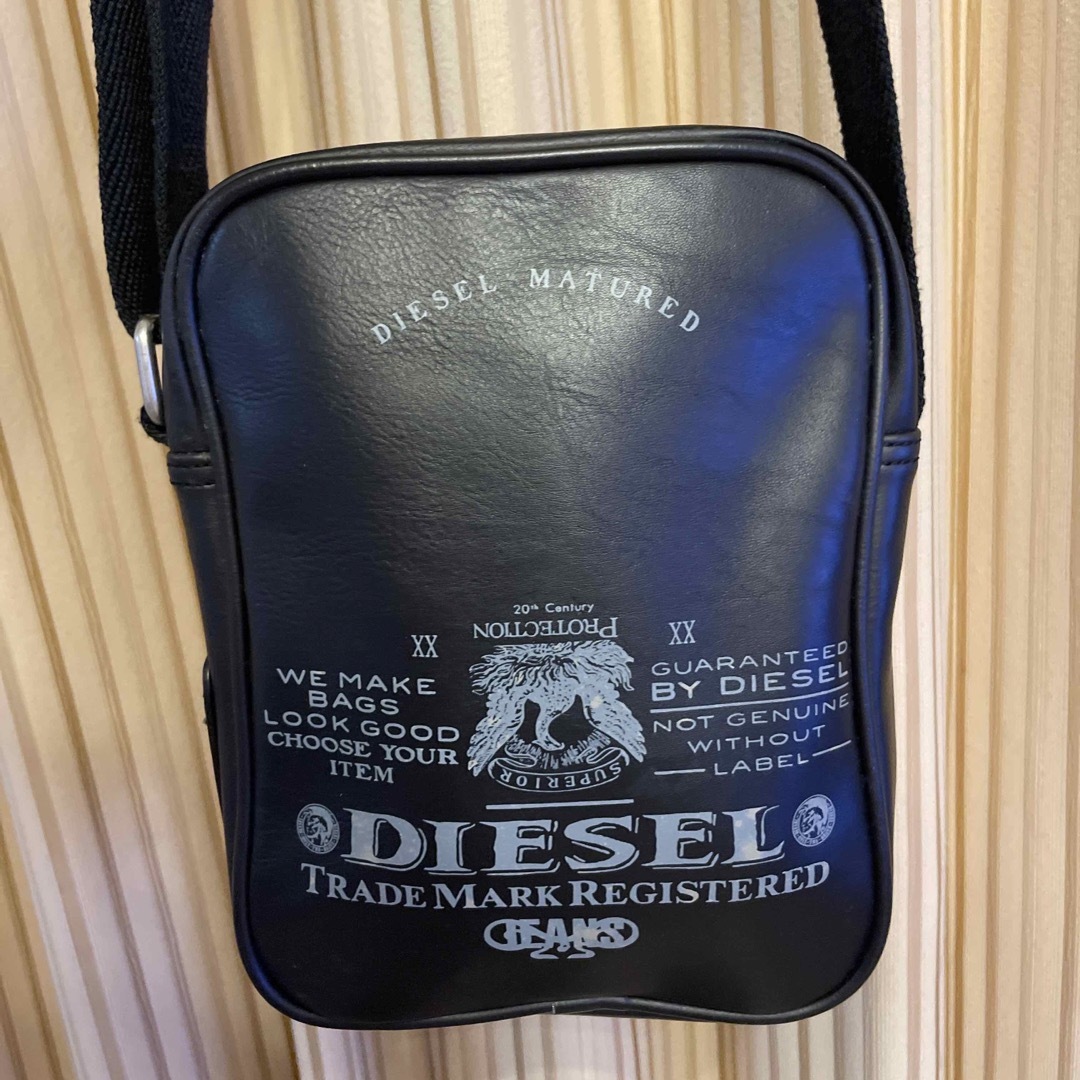 DIESEL MATURED
20th Century
PROTECTION
XX
XX
WE MAKE
BAGS
LOOK GOOD
CHOOSE YOUR
ITEM
GUARANTEED
BY DIESEL
NOT GENUINE
WITHOUT
LABEL
SUPERIOR
DIESEL
TRADE MARK REGISTERED
JEANS